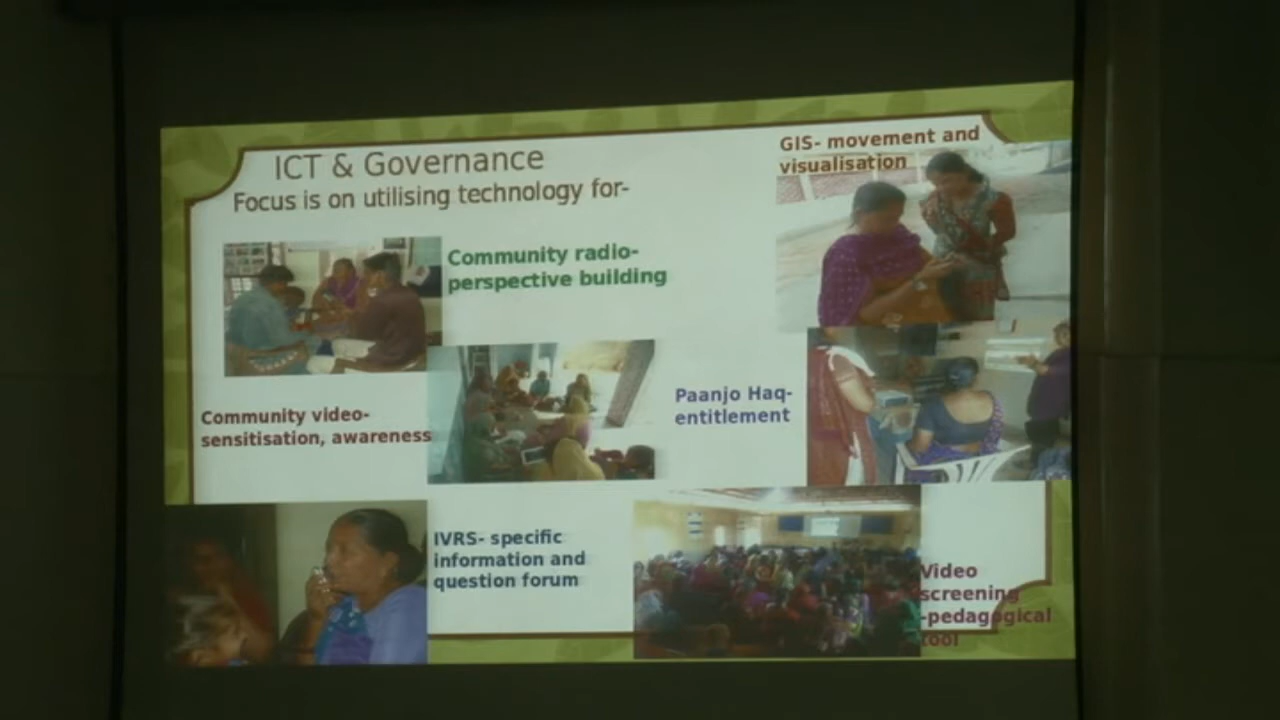 ICT & Governance
Focus is on utilising technology for-
GIS- movement and
visualisation
Community radio-
perspective building
Community video-
sensitisation, awareness
Paanjo Haq-
entitlement
IVRS- specific
information and
question forum
Video
screening
-pedagogical
tool